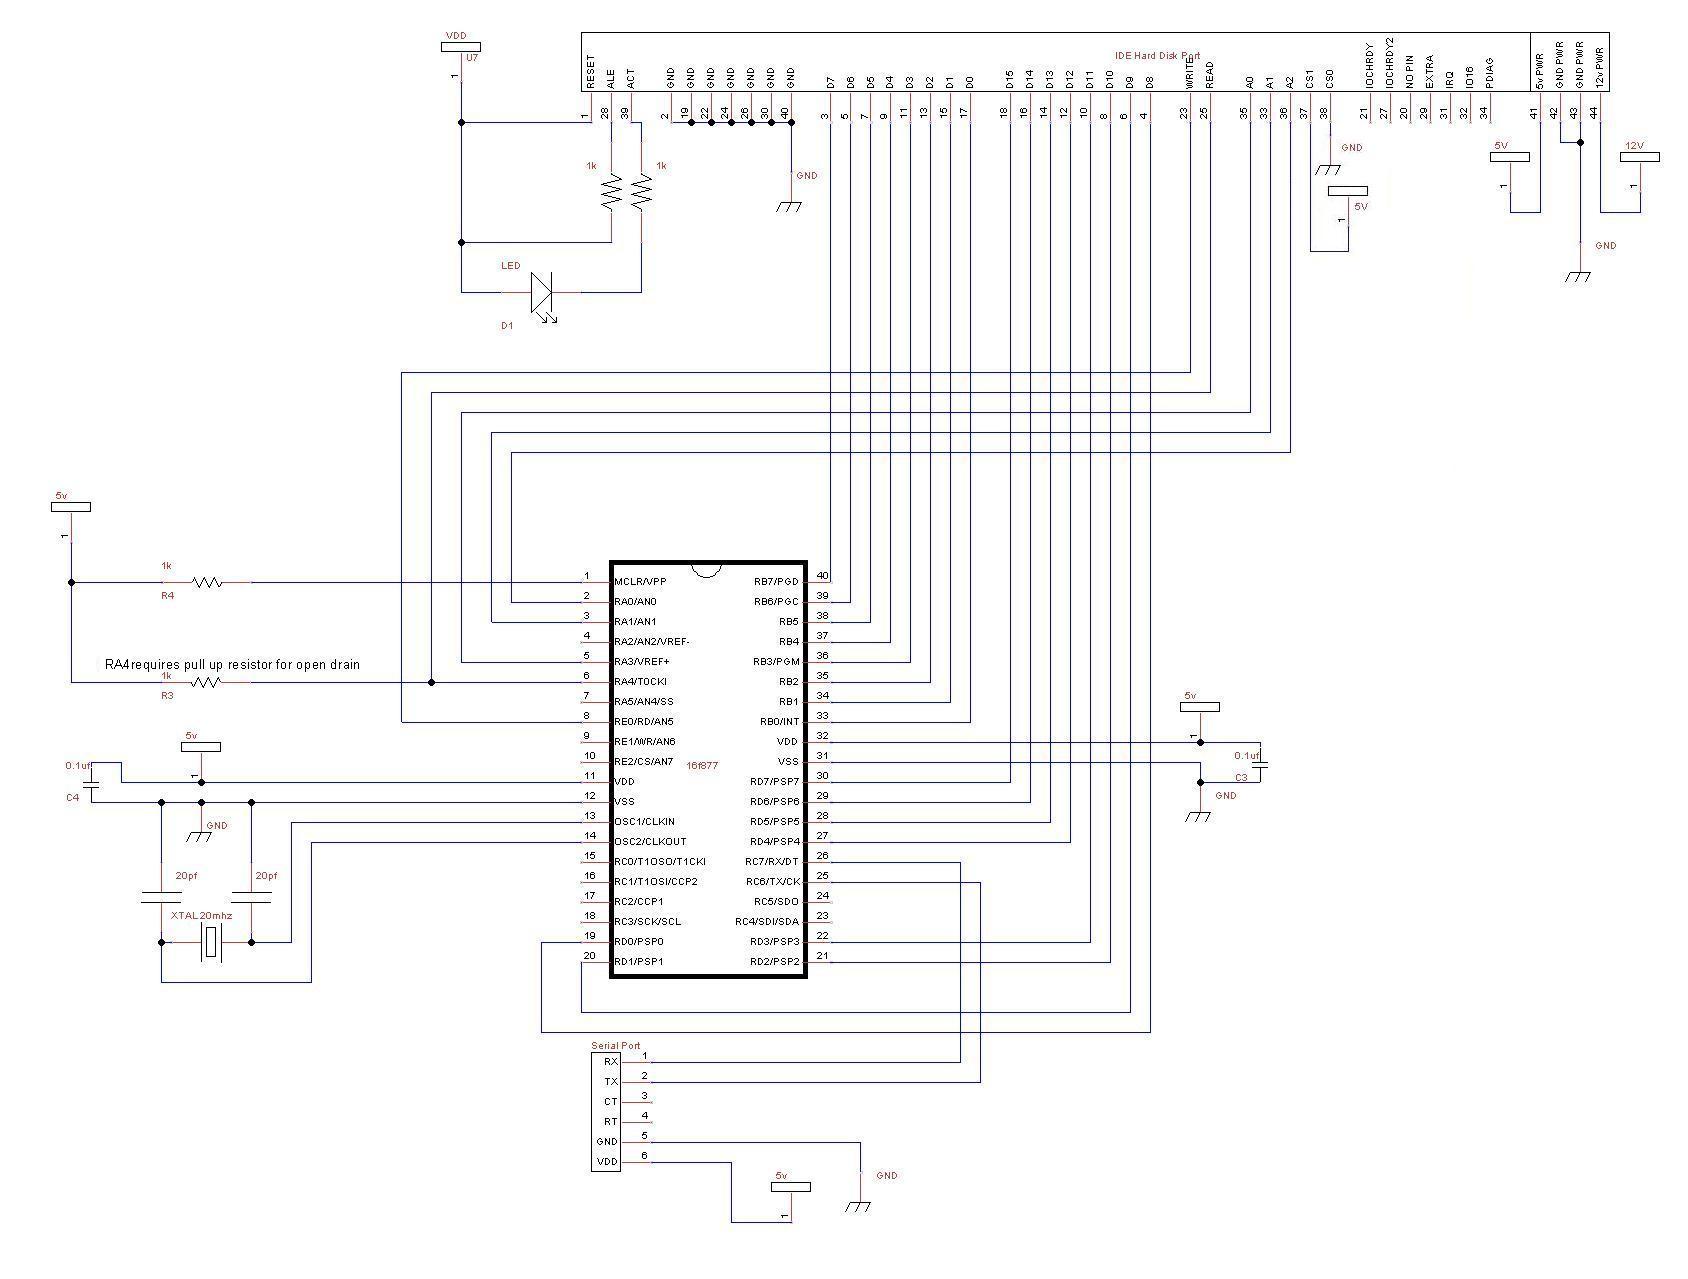 VDD
U7
1
IDE Hard Disk Port
RESET
ALE
ACT
GND
GND
GND
GND
GND
GND
GND
D7
D6
D5
D4
D3
D2
D1
D0
D15
D14
D13
D12
D11
D10
D9
D8
WRITE
READ
A0
A1
A2
CS1
CS0
IOCHRDY
IOCHRDY2
NO PIN
EXTRA
IRQ
IO16
PDIAG
5v PWR
GND PWR
GND PWR
12v PWR
1
28
39
2
19
22
24
26
30
40
3
5
7
9
11
13
15
17
18
16
14
12
10
8
6
4
23
25
35
33
36
37
38
21
27
20
29
31
32
34
41
42
43
44
1k
1k
GND
GND
5V
1
5V
1
12V
1
GND
LED
D1
5v
1
1k
R4
RA4 requires pull up resistor for open drain
1k
R3
5v
1
0.1uf
C4
GND
20pf
20pf
XTAL20mhz
16f877
1 MCLR/VPP
2 RA0/AN0
3 RA1/AN1
4 RA2/AN2/VREF-
5 RA3/VREF+
6 RA4/TOCKI
7 RA5/AN4/SS
8 RE0/RD/AN5
9 RE1/WR/AN6
10 RE2/CS/AN7
11 VDD
12 VSS
13 OSC1/CLKIN
14 OSC2/CLKOUT
15 RC0/T1OSO/T1CKI
16 RC1/T1OSI/CCP2
17 RC2/CCP1
18 RC3/SCK/SCL
19 RD0/PSP0
20 RD1/PSP1
RB7/PGD 40
RB6/PGC 39
RB5 38
RB4 37
RB3/PGM 36
RB2 35
RB1 34
RB0/INT 33
VDD 32
VSS 31
RD7/PSP7 30
RD6/PSP6 29
RD5/PSP5 28
RD4/PSP4 27
RC7/RX/DT 26
RC6/TX/CK 25
RC5/SDO 24
RC4/SDI/SDA 23
RD3/PSP3 22
RD2/PSP2 21
5v
1
0.1uf
C3
GND
Serial Port
RX 1
TX 2
CT 3
RT 4
GND 5
VDD 6
5v
1
GND